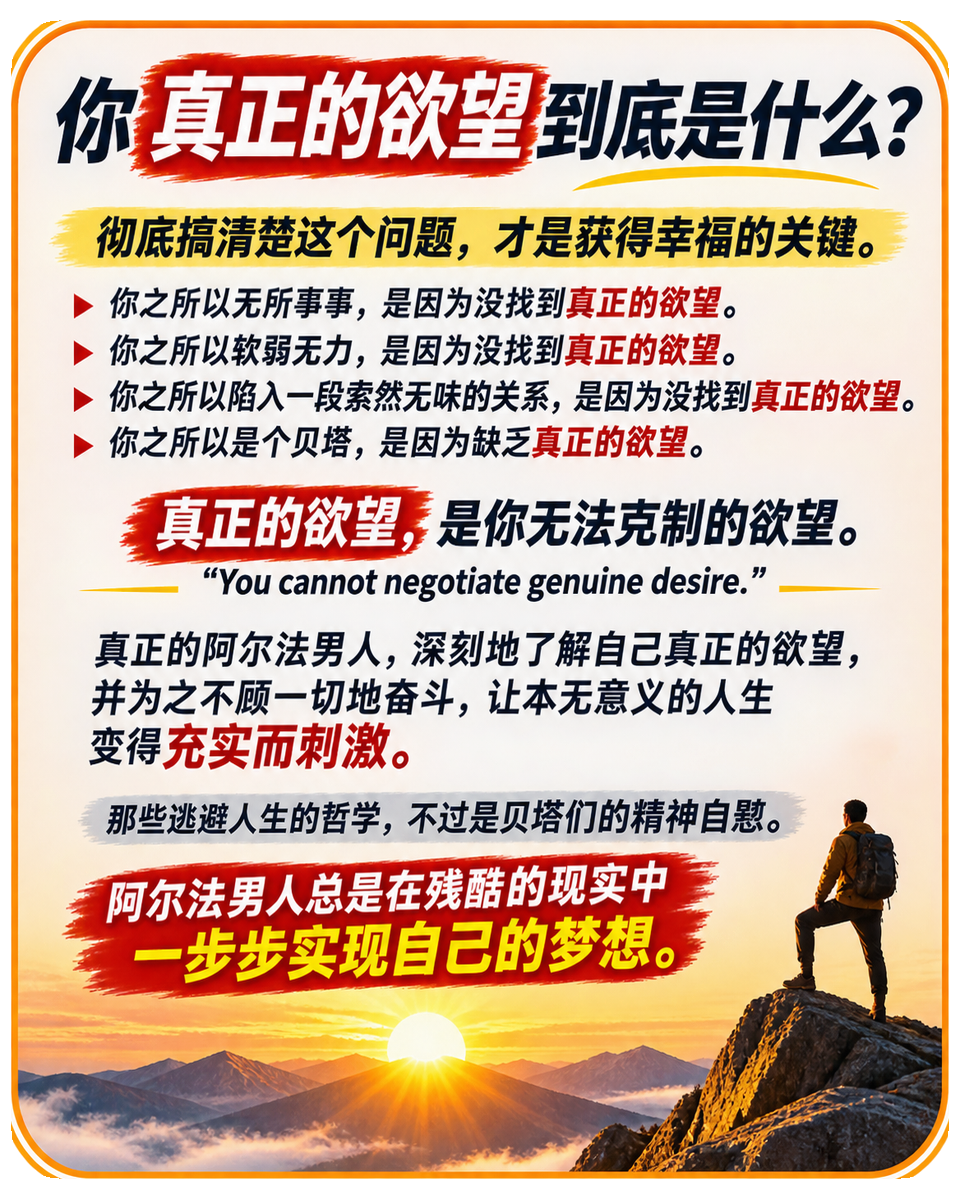 你真正的欲望到底是什么?
彻底搞清楚这个问题，才是获得幸福的关键。
你之所以无所事事，是因为没找到真正的欲望。
你之所以软弱无力，是因为没找到真正的欲望。
你之所以陷入一段索然无味的关系，是因为没找到真正的欲望。
你之所以是个贝塔，是因为缺乏真正的欲望。
真正的欲望，是你无法克制的欲望。
“You cannot negotiate genuine desire.”
真正的阿尔法男人，深刻地了解自己真正的欲望，
并为之不顾一切地奋斗，让本无意义的人生
变得充实而刺激。
那些逃避人生的哲学，不过是贝塔们的精神自慰。
阿尔法男人总是在残酷的现实中
一步步实现自己的梦想。